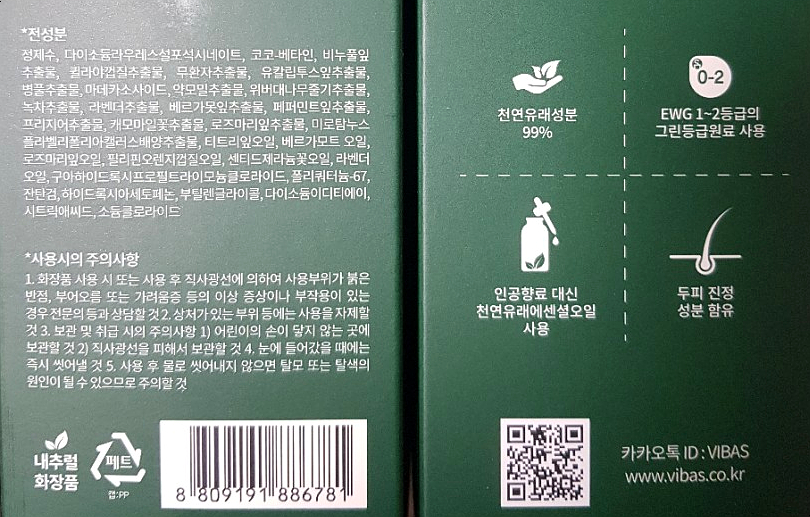 *전성분
정제수, 다이소듐라우레스설포석시네이트, 코코-베타인, 비누풀잎
추출물, 퀼라야껍질추출물, 무환자추출물, 유칼립투스잎추출물,
병풀추출물, 마데카소사이드, 약모밀추출물, 위버대나무줄기추출물,
녹차추출물, 라벤더추출물, 베르가못잎추출물, 페퍼민트잎추출물,
프리지어추출물, 캐모마일꽃추출물, 로즈마리잎추출물, 미로탐누스
플라벨리폴리아캘러스배양추출물, 티트리잎오일, 베르가모트 오일,
로즈마리잎오일, 필리핀오렌지껍질오일, 센티드제라늄꽃오일, 라벤더
오일, 구아하이드록시프로필트라이모늄클로라이드, 폴리쿼터늄-67,
잔탄검, 하이드록시아세토페논, 부틸렌글라이콜, 다이소듐이디티에이,
시트릭애씨드, 소듐클로라이드
*사용시의 주의사항
1. 화장품 사용 시 또는 사용 후 직사광선에 의하여 사용부위가 붉은
반점, 부어오름 또는 가려움증 등의 이상 증상이나 부작용이 있는
경우 전문의 등과 상담할 것 2. 상처가 있는 부위 등에는 사용을 자제할
것 3. 보관 및 취급 시의 주의사항 1) 어린이의 손이 닿지 않는 곳에
보관할 것 2) 직사광선을 피해서 보관할 것 4. 눈에 들어갔을 때에는
즉시 씻어낼 것 5. 사용 후 물로 씻어내지 않으면 탈모 또는 탈색의
원인이 될 수 있으므로 주의할 것
내추럴
화장품
페트
캡:PP
8 809191 886781
천연유래성분
99%
0-2
EWG 1~2등급의
그린등급원료 사용
인공향료 대신
천연유래에센셜오일
사용
두피 진정
성분 함유
카카오톡 ID : VIBAS
www.vibas.co.kr